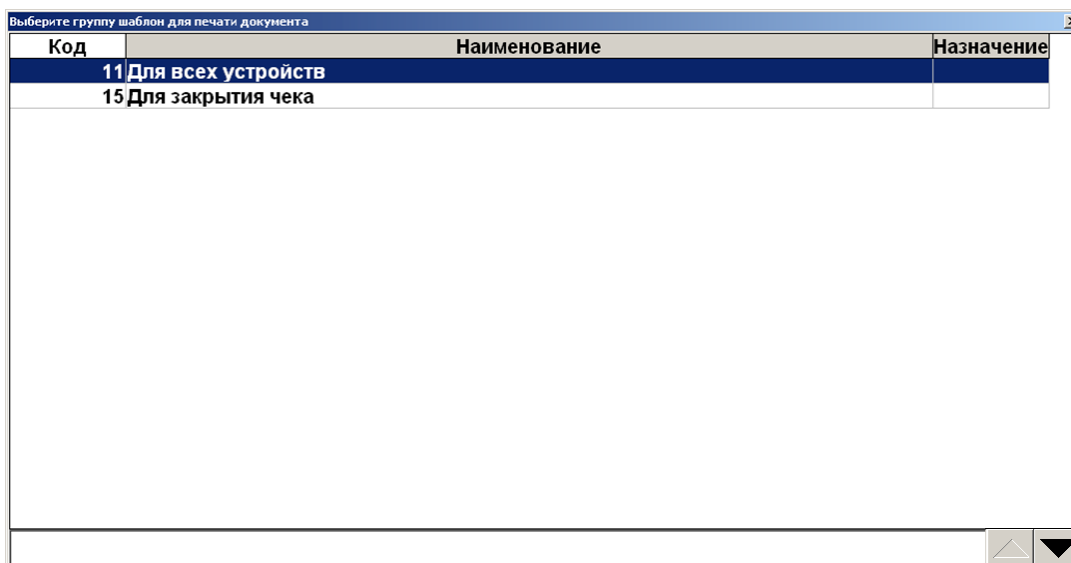 Выберите группу шаблон для печати документа
Код Наименование Назначение
11 Для всех устройств
15 Для закрытия чека